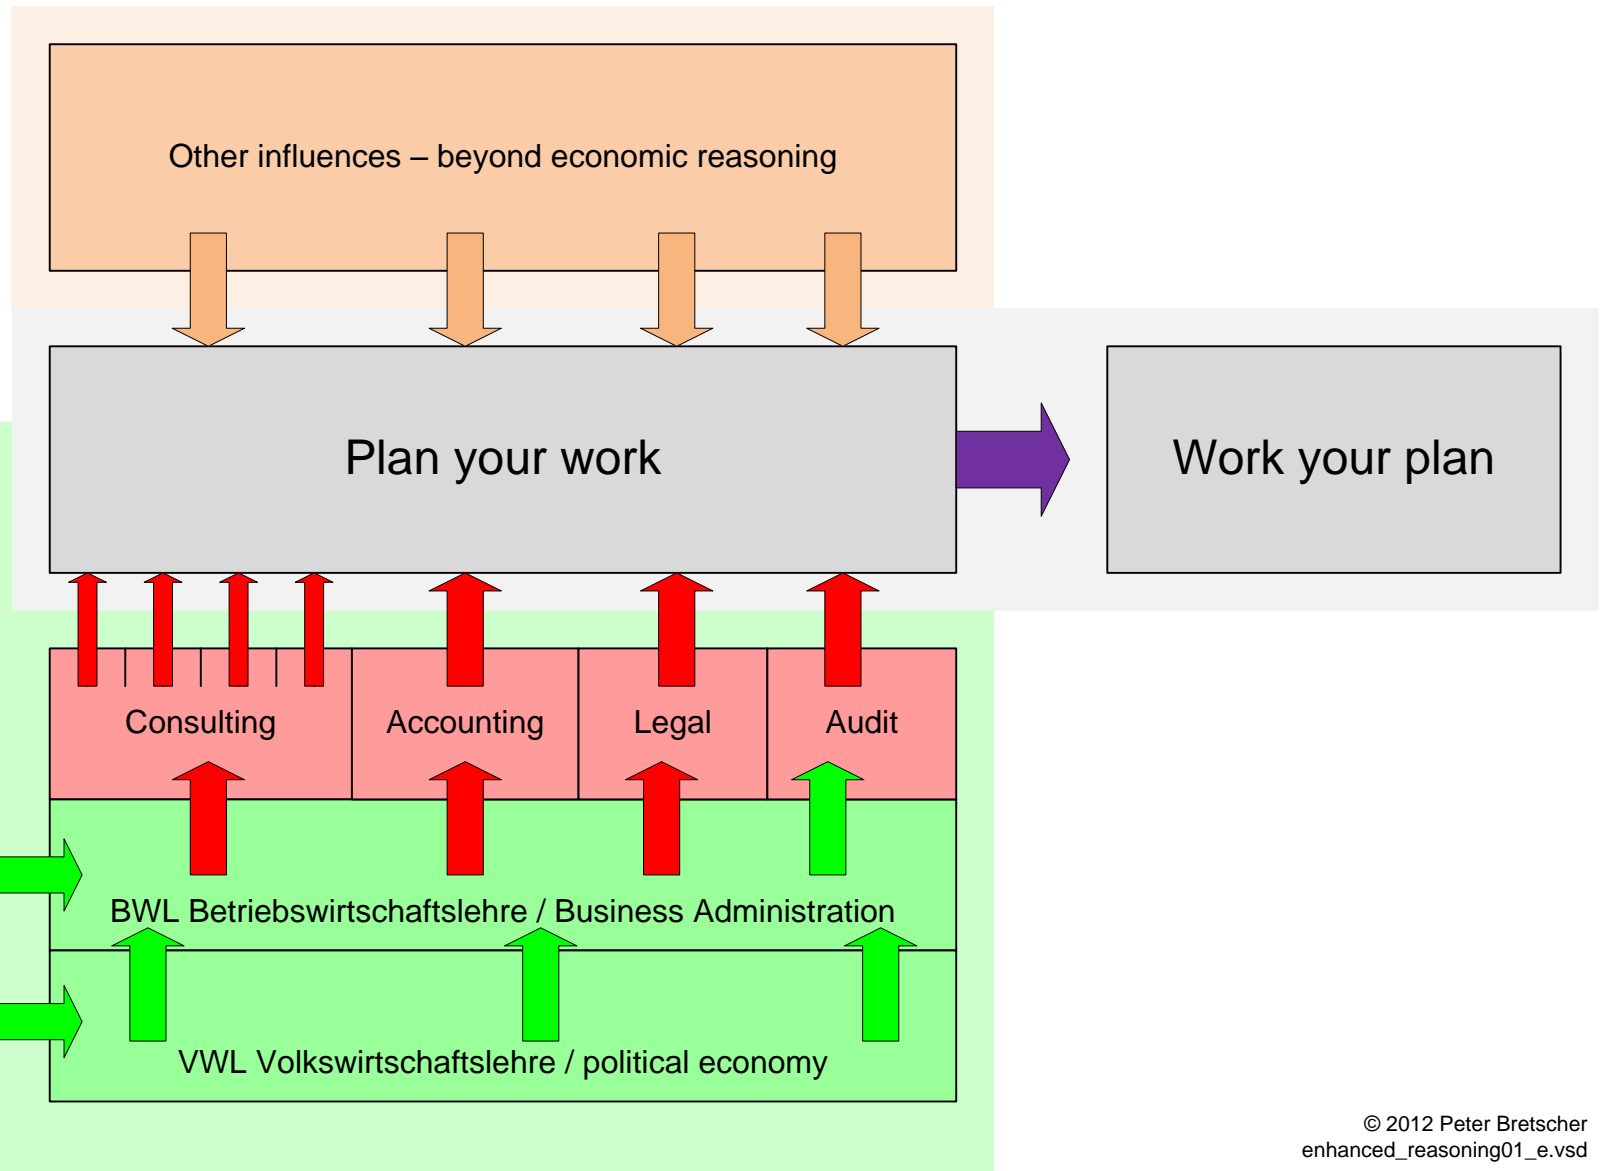 Other influences – beyond economic reasoning
Plan your work
Work your plan
Consulting
Accounting
Legal
Audit
BWL Betriebswirtschaftslehre / Business Administration
VWL Volkswirtschaftslehre / political economy
© 2012 Peter Bretscher
enhanced_reasoning01_e.vsd